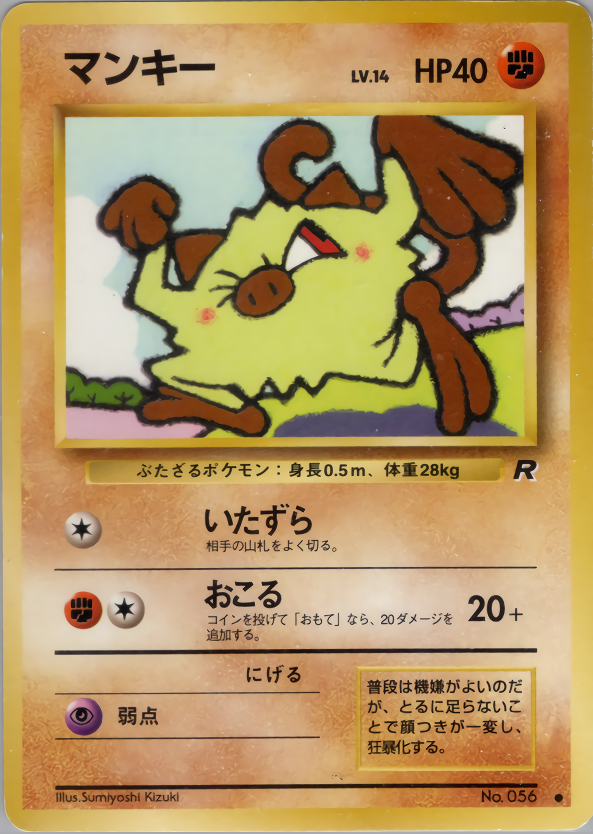 マンキー LV.14 HP40
ぶたざるポケモン：身長0.5m、体重28kg R
いたずら
相手の山札をよく切る。
おこる
コインを投げて「おもて」なら、20ダメージを
追加する。
20+
にげる
弱点
普段は機嫌がよいのだ
が、とるに足らないこ
とで顔つきが一変し、
狂暴化する。
Illus.Sumiyoshi Kizuki No. 056 ●